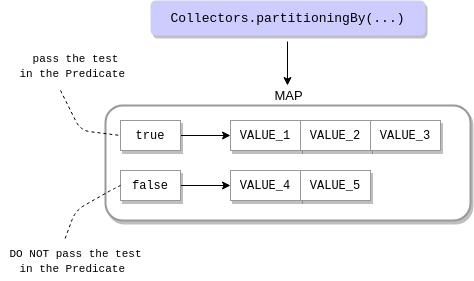 Collectors.partitioningBy(...)
pass the test
in the Predicate
MAP
true
VALUE_1
VALUE_2
VALUE_3
false
VALUE_4
VALUE_5
DO NOT pass the test
in the Predicate